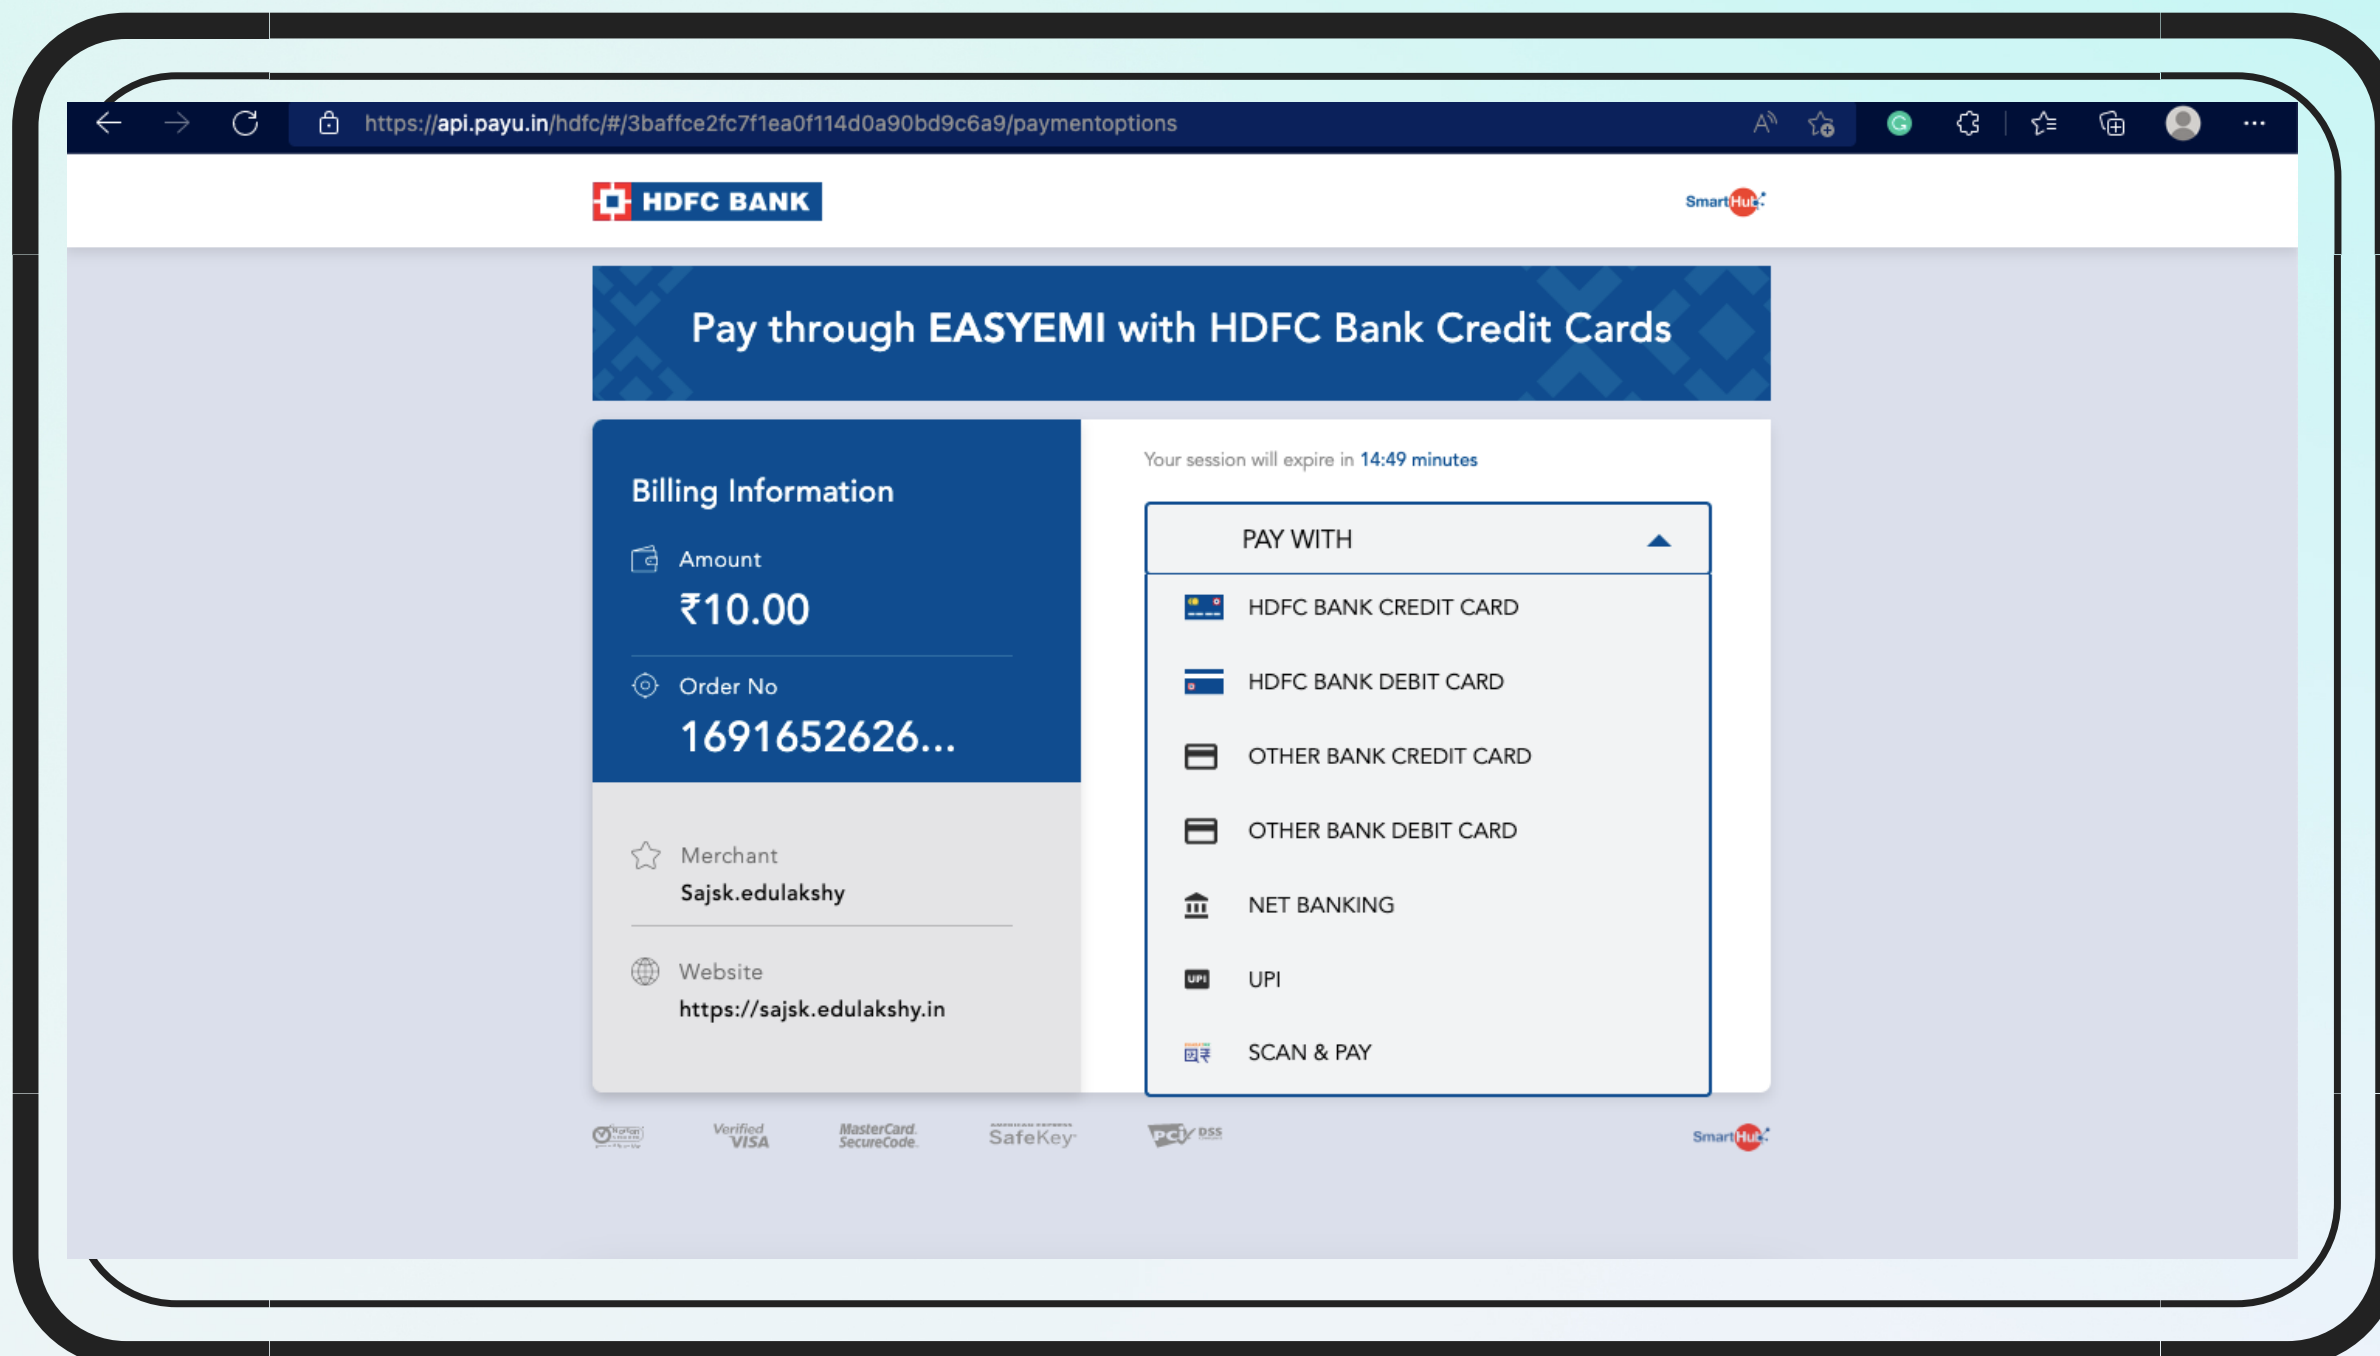 https://api.payu.in/hdfc/#/3baffce2fc7f1ea0f114d0a90bd9c6a9/paymentoptions
HDFC BANK
SmartHub
Pay through EASYEMI with HDFC Bank Credit Cards
Billing Information
Amount
₹10.00
Order No
1691652626...
Merchant
Sajsk.edulakshy
Website
https://sajsk.edulakshy.in
Your session will expire in 14:49 minutes
PAY WITH
HDFC BANK CREDIT CARD
HDFC BANK DEBIT CARD
OTHER BANK CREDIT CARD
OTHER BANK DEBIT CARD
NET BANKING
UPI
UPI
SCAN & PAY
Verified
VISA
MasterCard.
SecureCode.
AMERICAN EXPRESS
SafeKey
PCI DSS
SmartHub